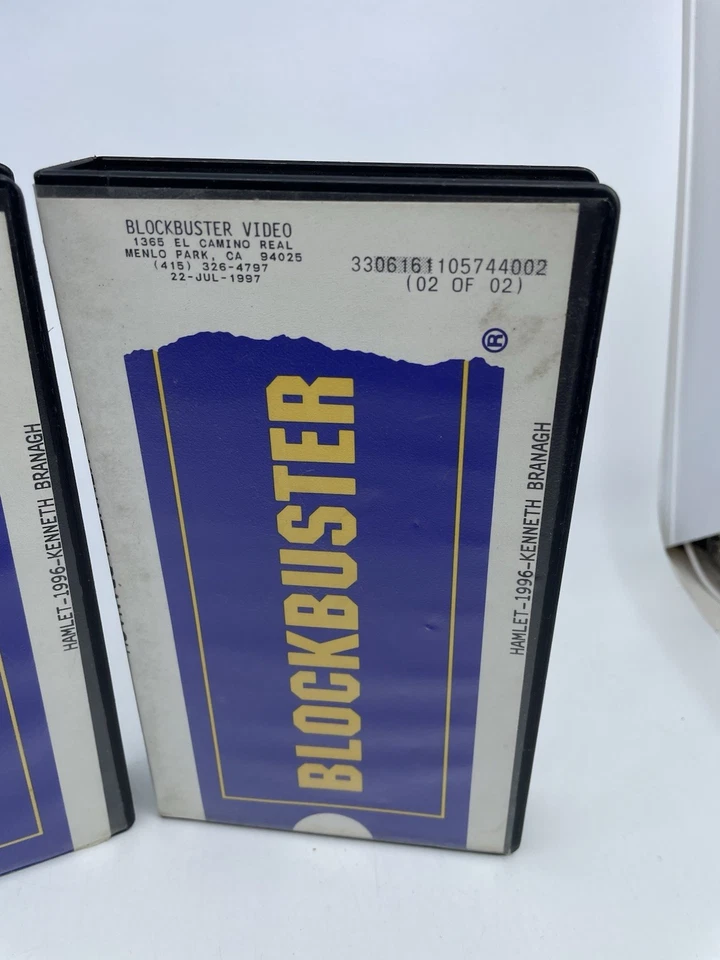 BLOCKBUSTER VIDEO
1365 EL CAMINO REAL
MENLO PARK, CA 94025
(415) 326-4797
22-JUL-1997
3306161105744002
(02 OF 02)
®
BLOCKBUSTER
HAMLET-1996-KENNETH BRANAGH
HAMLET-1996-KENNETH BRANAGH